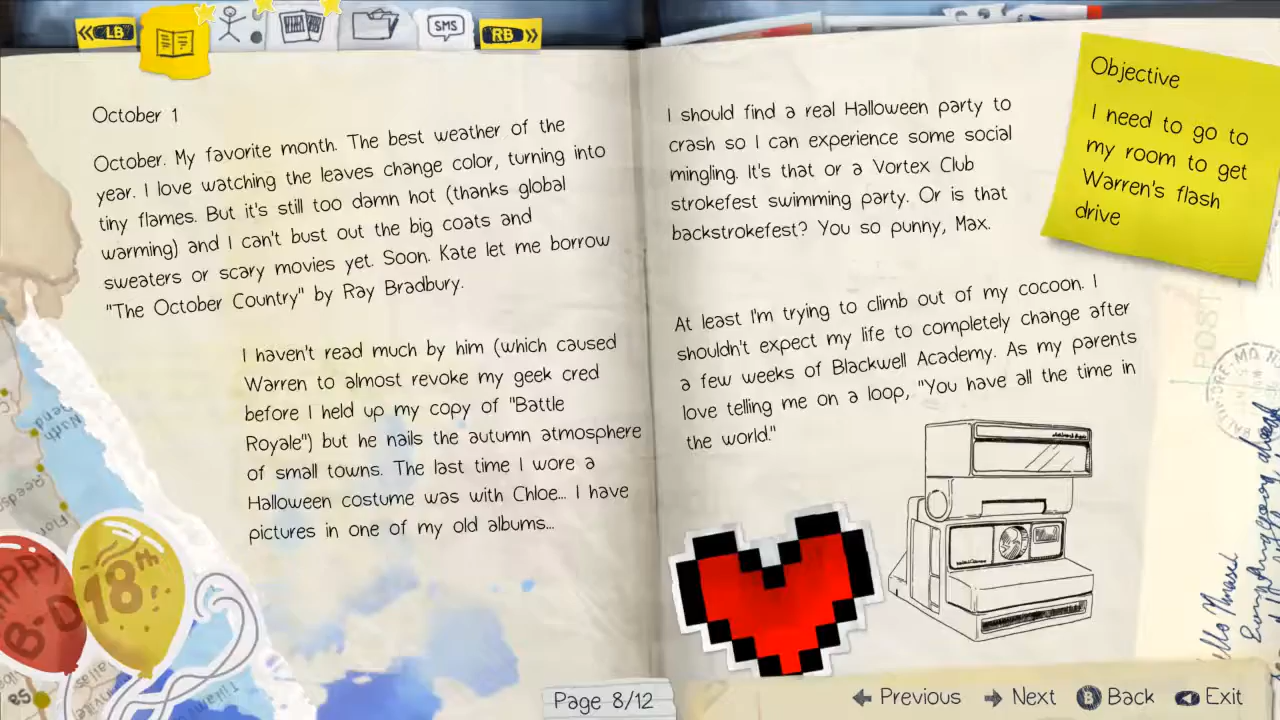 LB
SMS
RB
October 1
October. My favorite month. The best weather of the
year. I love watching the leaves change color, turning into
tiny flames. But it's still too damn hot (thanks global
warming) and I can't bust out the big coats and
sweaters or scary movies yet. Soon. Kate let me borrow
"The October Country" by Ray Bradbury.
I haven't read much by him (which caused
Warren to almost revoke my geek cred
before I held up my copy of "Battle
Royale") but he nails the autumn atmosphere
of small towns. The last time I wore a
Halloween costume was with Chloe... I have
pictures in one of my old albums...
I should find a real Halloween party to
crash so I can experience some social
mingling. It's that or a Vortex Club
strokefest swimming party. Or is that
backstrokefest? You so punny, Max.
At least I'm trying to climb out of my cocoon. I
shouldn't expect my life to completely change after
a few weeks of Blackwell Academy. As my parents
love telling me on a loop, "You have all the time in
the world."
Objective
I need to go to
my room to get
Warren's flash
drive
18th
B-D
North
Bend
POST
Page 8/12
Previous
Next
B Back
Exit